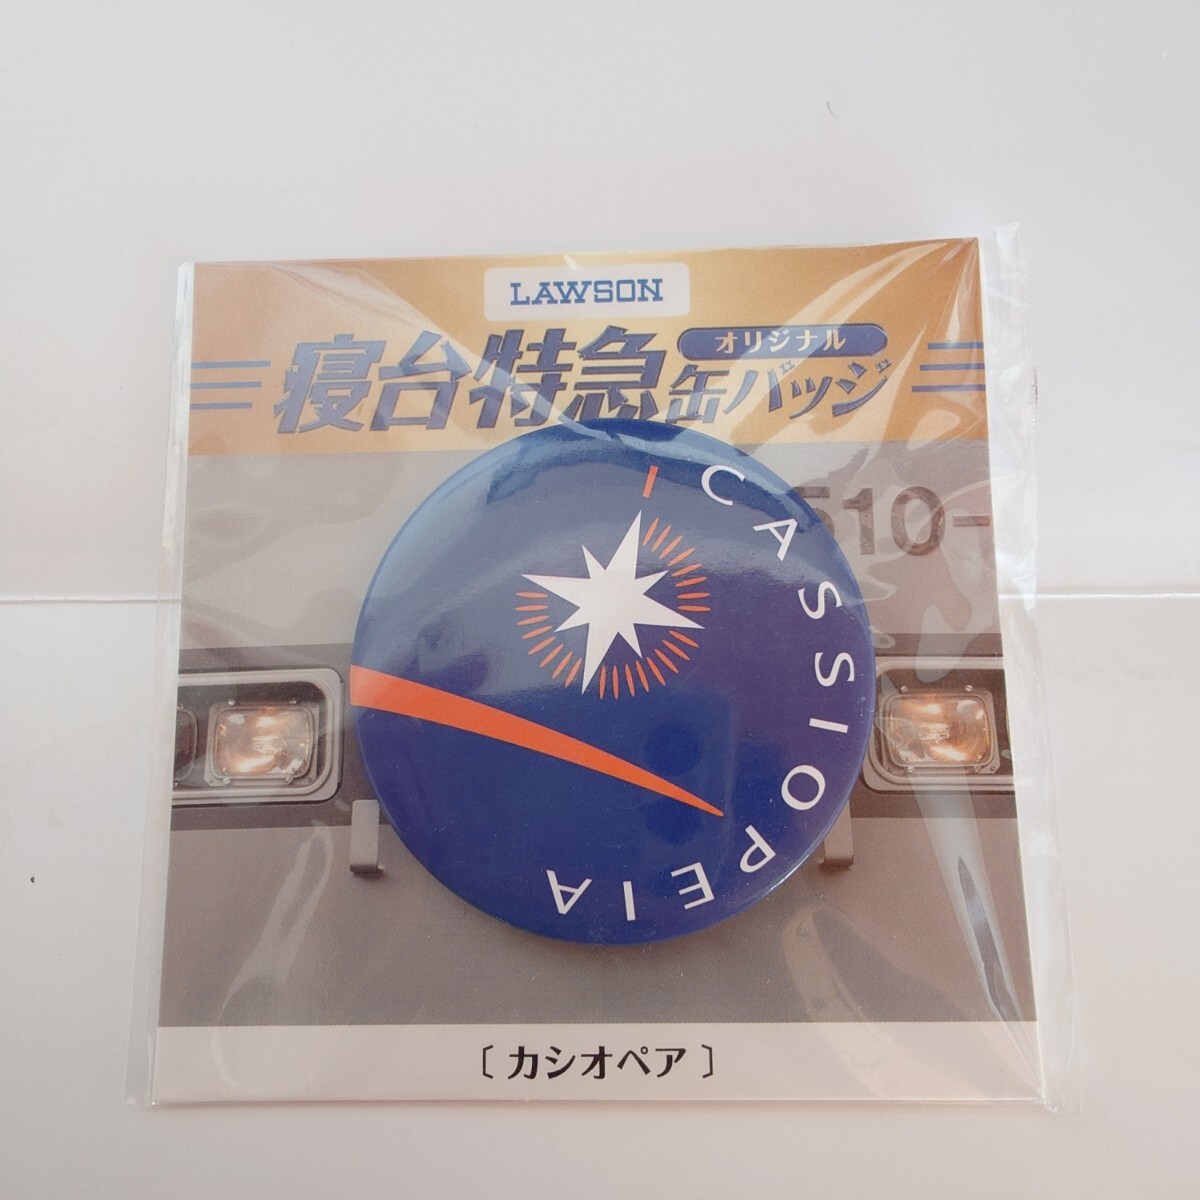 LAWSON
寝台特急
オリジナル
缶バッジ
CASSIOPEIA
510-
〔カシオペア〕